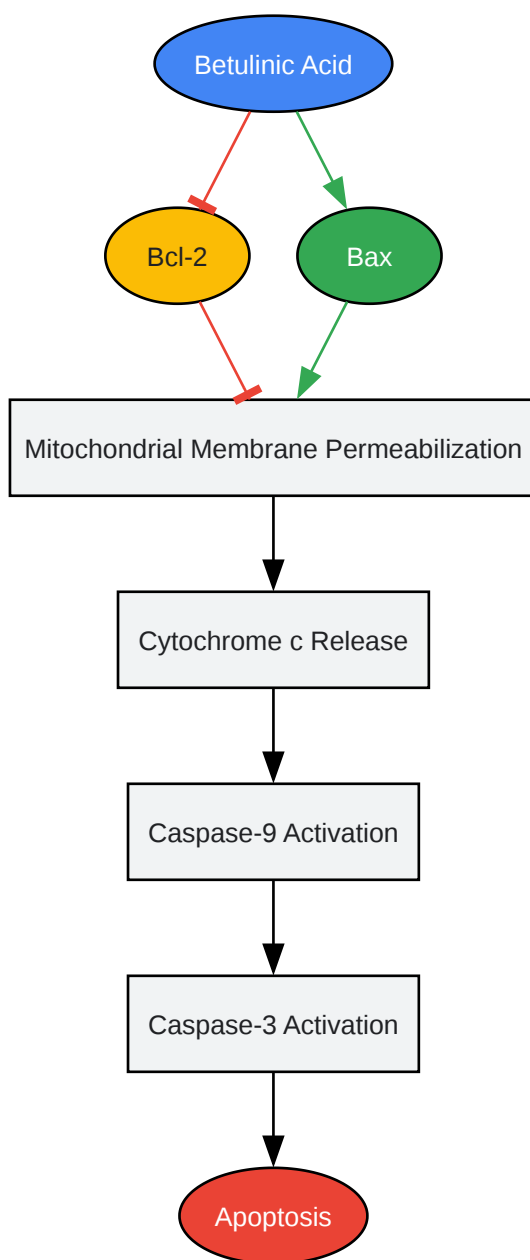 Betulinic Acid
Bcl-2
Bax
Mitochondrial Membrane Permeabilization
Cytochrome c Release
Caspase-9 Activation
Caspase-3 Activation
Apoptosis